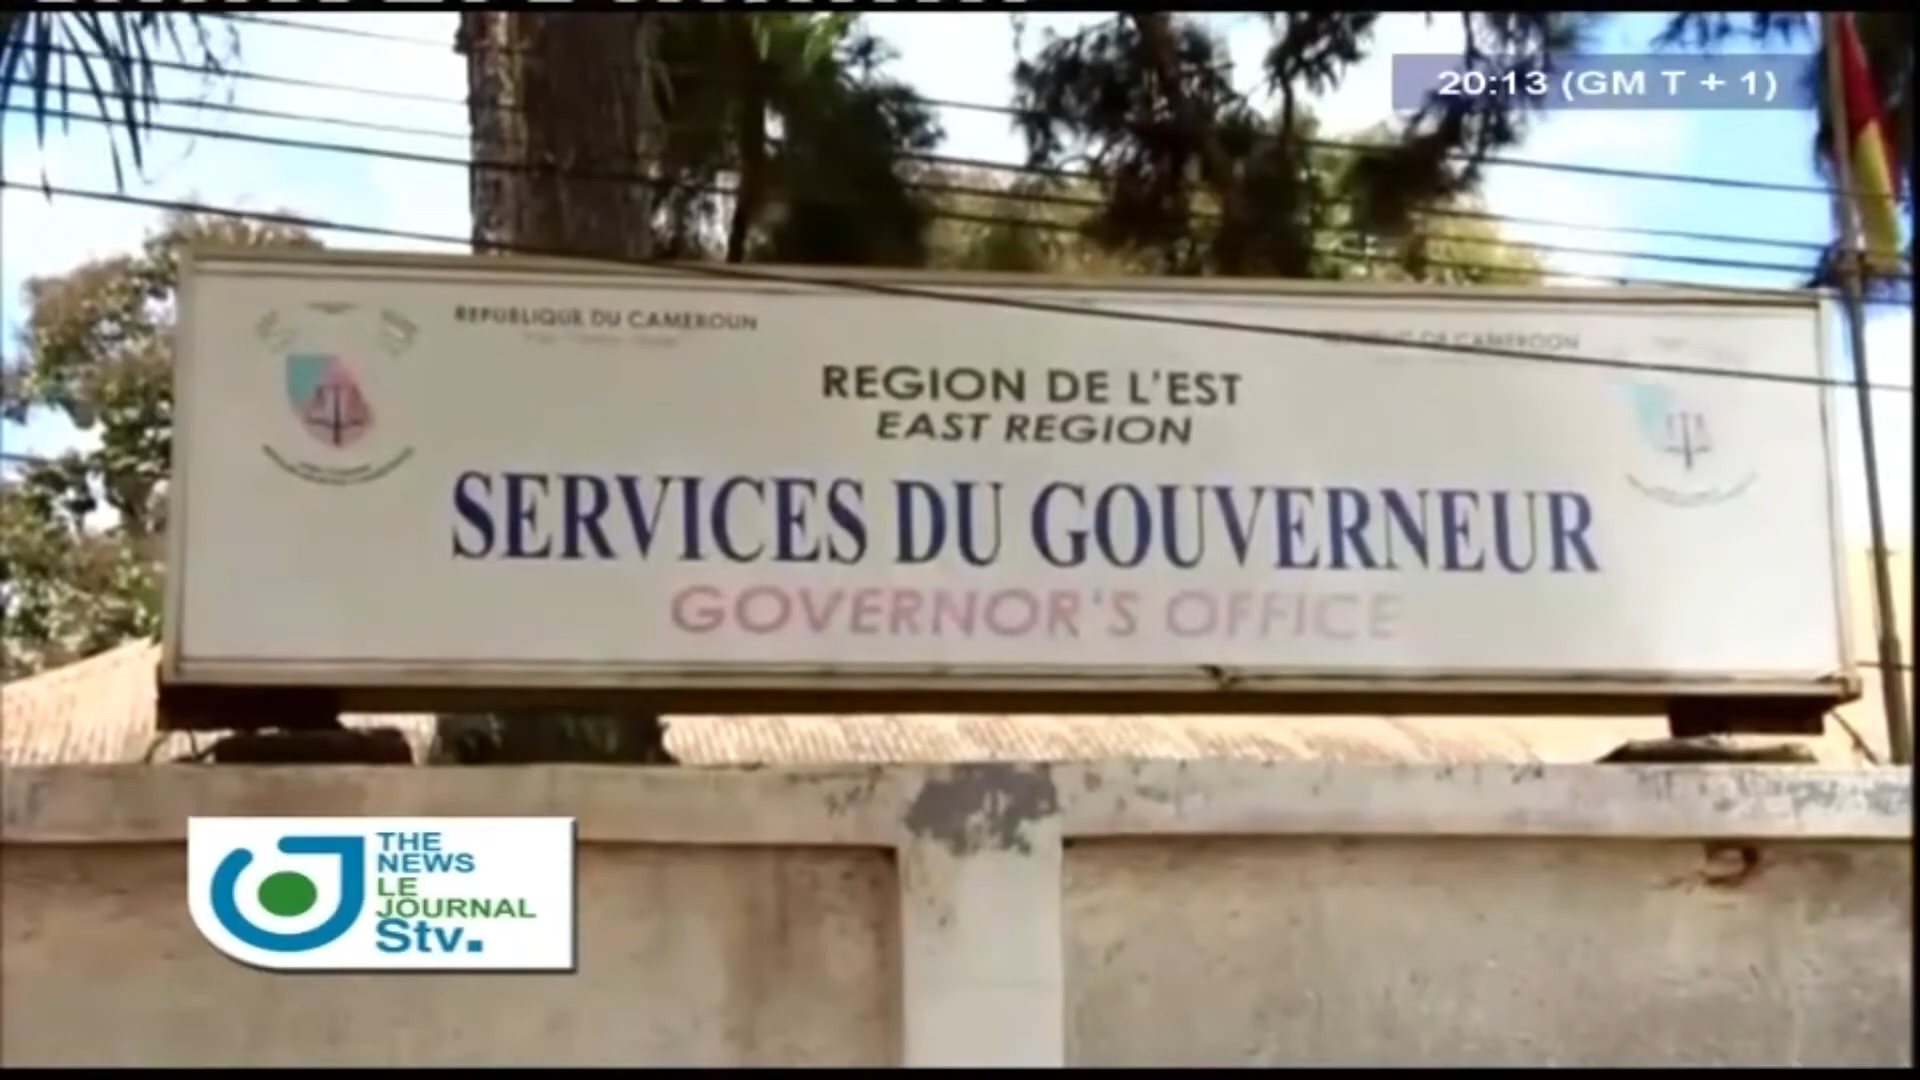 20:13 (GMT + 1)
REPUBLIQUE DU CAMEROUN
REGION DE L'EST
EAST REGION
SERVICES DU GOUVERNEUR
GOVERNOR'S OFFICE
THE
NEWS
LE
JOURNAL
Stv.